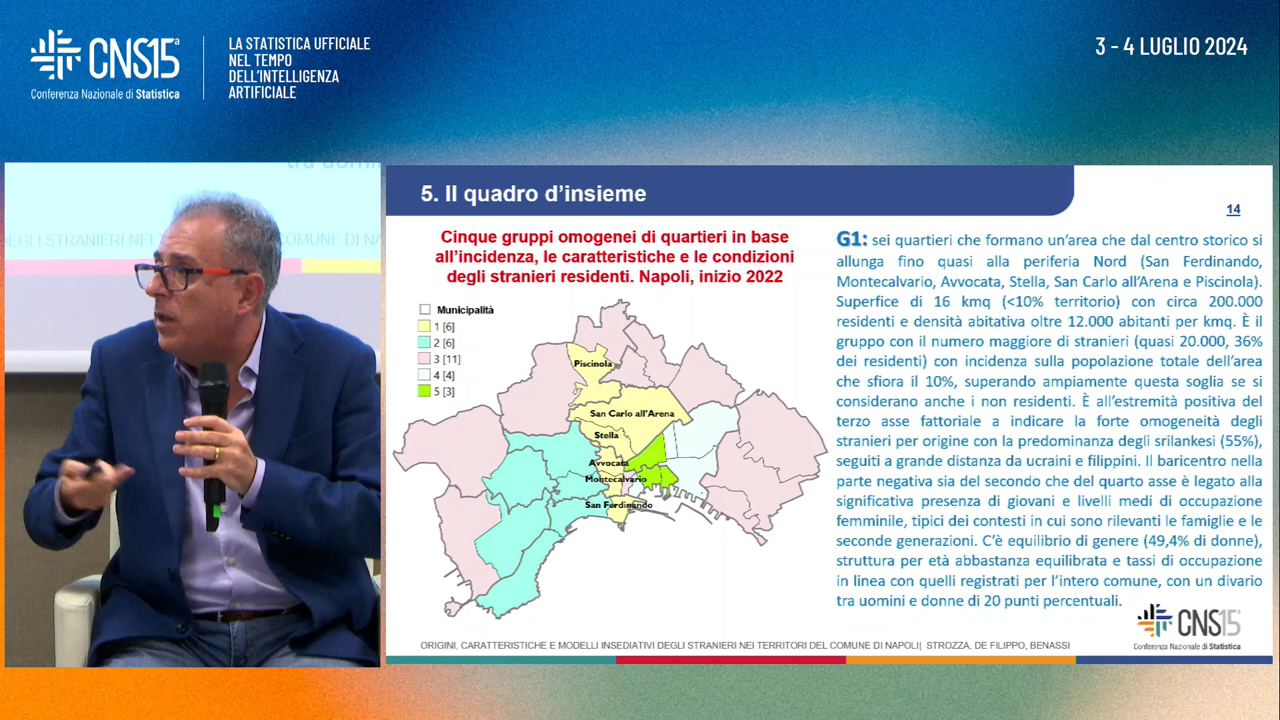 CNS15ª
Conferenza Nazionale di Statistica
LA STATISTICA UFFICIALE
NEL TEMPO
DELL'INTELLIGENZA
ARTIFICIALE
3 - 4 LUGLIO 2024
DEGLI STRANIERI NEI
COMUNE DI NA
5. Il quadro d'insieme
14
Cinque gruppi omogenei di quartieri in base
all'incidenza, le caratteristiche e le condizioni
degli stranieri residenti. Napoli, inizio 2022
Municipalità
1 [6]
2 [6]
3 [11]
4 [4]
5 [3]
Piscinola
San Carlo all'Arena
Stella
Avvocata
Montecalvario
San Ferdinando
G1: sei quartieri che formano un'area che dal centro storico si
allunga fino quasi alla periferia Nord (San Ferdinando,
Montecalvario, Avvocata, Stella, San Carlo all'Arena e Piscinola).
Superfice di 16 kmq (<10% territorio) con circa 200.000
residenti e densità abitativa oltre 12.000 abitanti per kmq. È il
gruppo con il numero maggiore di stranieri (quasi 20.000, 36%
dei residenti) con incidenza sulla popolazione totale dell'area
che sfiora il 10%, superando ampiamente questa soglia se si
considerano anche i non residenti. È all'estremità positiva del
terzo asse fattoriale a indicare la forte omogeneità degli
stranieri per origine con la predominanza degli srilankesi (55%),
seguiti a grande distanza da ucraini e filippini. Il baricentro nella
parte negativa sia del secondo che del quarto asse è legato alla
significativa presenza di giovani e livelli medi di occupazione
femminile, tipici dei contesti in cui sono rilevanti le famiglie e le
seconde generazioni. C'è equilibrio di genere (49,4% di donne),
struttura per età abbastanza equilibrata e tassi di occupazione
in linea con quelli registrati per l'intero comune, con un divario
tra uomini e donne di 20 punti percentuali.
ORIGINI, CARATTERISTICHE E MODELLI INSEDIATIVI DEGLI STRANIERI NEI TERRITORI DEL COMUNE DI NAPOLI| STROZZA, DE FILIPPO, BENASSI
CNS15ª
Conferenza Nazionale di Statistica